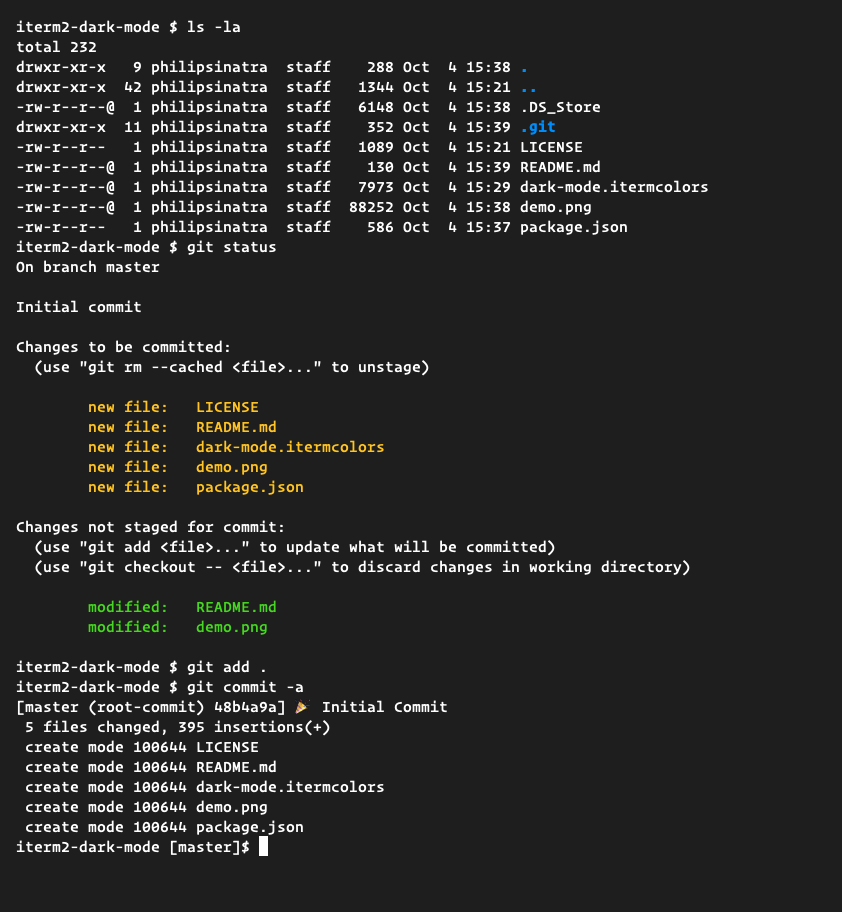 iterm2-dark-mode $ ls -la
total 232
drwxr-xr-x   9 philipsinatra  staff    288 Oct  4 15:38 .
drwxr-xr-x  42 philipsinatra  staff   1344 Oct  4 15:21 ..
-rw-r--r--@  1 philipsinatra  staff   6148 Oct  4 15:38 .DS_Store
drwxr-xr-x  11 philipsinatra  staff    352 Oct  4 15:39 .git
-rw-r--r--   1 philipsinatra  staff   1089 Oct  4 15:21 LICENSE
-rw-r--r--@  1 philipsinatra  staff    130 Oct  4 15:39 README.md
-rw-r--r--@  1 philipsinatra  staff   7973 Oct  4 15:29 dark-mode.itermcolors
-rw-r--r--@  1 philipsinatra  staff  88252 Oct  4 15:38 demo.png
-rw-r--r--   1 philipsinatra  staff    586 Oct  4 15:37 package.json
iterm2-dark-mode $ git status
On branch master

Initial commit

Changes to be committed:
  (use "git rm --cached <file>..." to unstage)

        new file:   LICENSE
        new file:   README.md
        new file:   dark-mode.itermcolors
        new file:   demo.png
        new file:   package.json

Changes not staged for commit:
  (use "git add <file>..." to update what will be committed)
  (use "git checkout -- <file>..." to discard changes in working directory)

        modified:   README.md
        modified:   demo.png

iterm2-dark-mode $ git add .
iterm2-dark-mode $ git commit -a
[master (root-commit) 48b4a9a] 🎉 Initial Commit
 5 files changed, 395 insertions(+)
 create mode 100644 LICENSE
 create mode 100644 README.md
 create mode 100644 dark-mode.itermcolors
 create mode 100644 demo.png
 create mode 100644 package.json
iterm2-dark-mode [master]$